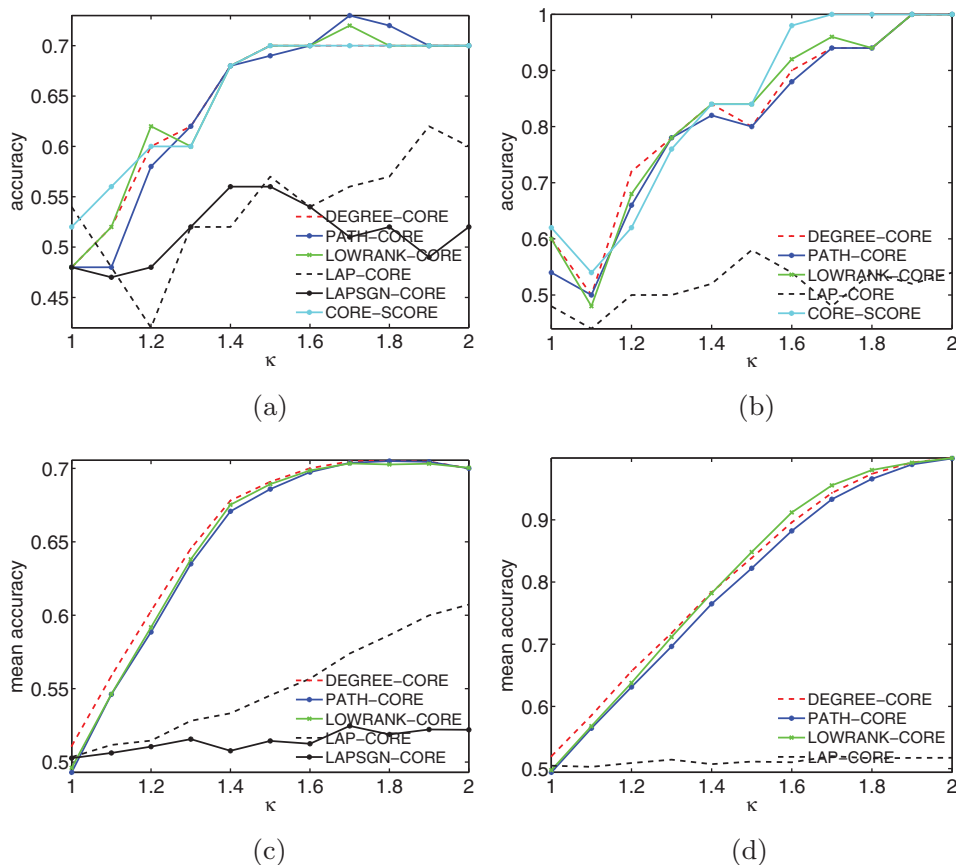 0.7
0.65
0.6
0.55
0.5
0.45
accuracy
DEGREE−CORE
PATH−CORE
LOWRANK−CORE
LAP−CORE
LAPSGN−CORE
CORE−SCORE
1 1.2 1.4 1.6 1.8 2
κ
(a)
1
0.9
0.8
0.7
0.6
0.5
accuracy
DEGREE−CORE
PATH−CORE
LOWRANK−CORE
LAP−CORE
CORE−SCORE
1 1.2 1.4 1.6 1.8 2
κ
(b)
0.7
0.65
0.6
0.55
0.5
mean accuracy
DEGREE−CORE
PATH−CORE
LOWRANK−CORE
LAP−CORE
LAPSGN−CORE
1 1.2 1.4 1.6 1.8 2
κ
(c)
0.9
0.8
0.7
0.6
0.5
mean accuracy
DEGREE−CORE
PATH−CORE
LOWRANK−CORE
LAP−CORE
1 1.2 1.4 1.6 1.8 2
κ
(d)